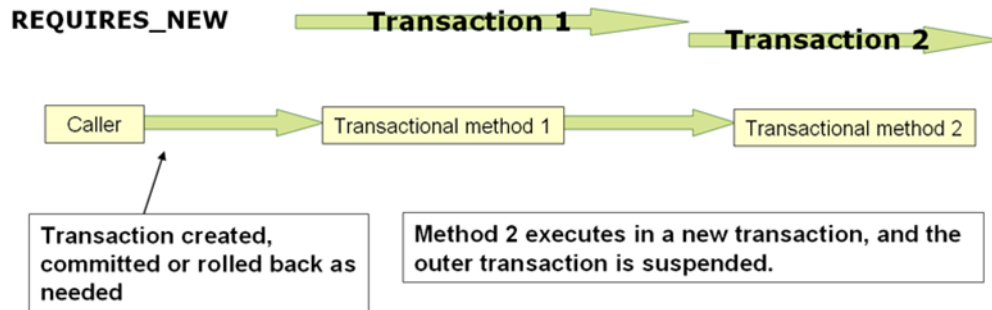 REQUIRES_NEW
Transaction 1
Transaction 2
Caller
Transactional method 1
Transactional method 2
Transaction created,
committed or rolled back as
needed
Method 2 executes in a new transaction, and the
outer transaction is suspended.